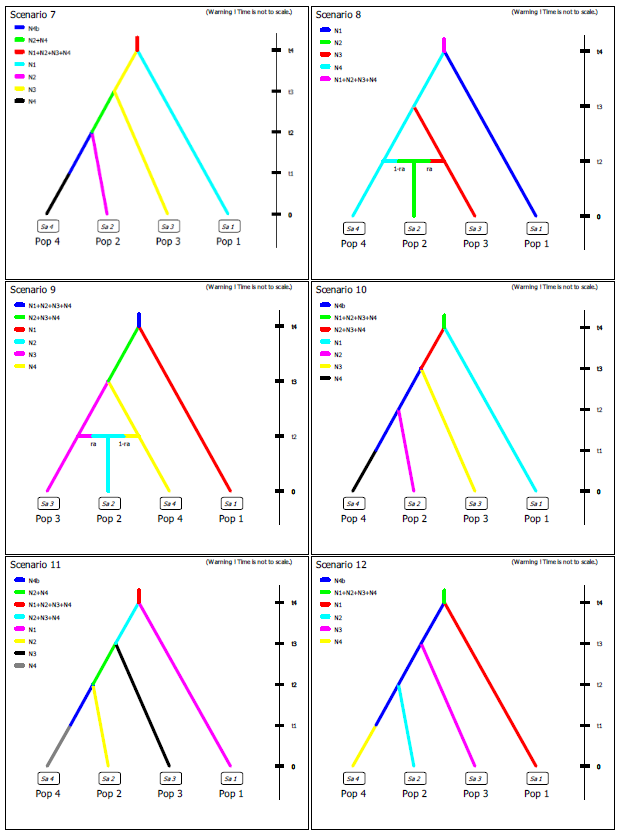 Scenario 7
(Warning ! Time is not to scale.)
N4b
N2+N4
N1+N2+N3+N4
N1
N2
N3
N4
t4
t3
t2
t1
0
Sa 4
Sa 2
Sa 3
Sa 1
Pop 4
Pop 2
Pop 3
Pop 1
Scenario 8
(Warning ! Time is not to scale.)
N1
N2
N3
N4
N1+N2+N3+N4
t4
t3
t2
1-ra
ra
0
Sa 4
Sa 2
Sa 3
Sa 1
Pop 4
Pop 2
Pop 3
Pop 1
Scenario 9
(Warning ! Time is not to scale.)
N1+N2+N3+N4
N2+N3+N4
N1
N2
N3
N4
t4
t3
t2
ra
1-ra
0
Sa 3
Sa 2
Sa 4
Sa 1
Pop 3
Pop 2
Pop 4
Pop 1
Scenario 10
(Warning ! Time is not to scale.)
N4b
N1+N2+N3+N4
N2+N3+N4
N1
N2
N3
N4
t4
t3
t2
t1
0
Sa 4
Sa 2
Sa 3
Sa 1
Pop 4
Pop 2
Pop 3
Pop 1
Scenario 11
(Warning ! Time is not to scale.)
N4b
N2+N4
N1+N2+N3+N4
N2+N3+N4
N1
N2
N3
N4
t4
t3
t2
t1
0
Sa 4
Sa 2
Sa 3
Sa 1
Pop 4
Pop 2
Pop 3
Pop 1
Scenario 12
(Warning ! Time is not to scale.)
N4b
N1+N2+N3+N4
N1
N2
N3
N4
t4
t3
t2
t1
0
Sa 4
Sa 2
Sa 3
Sa 1
Pop 4
Pop 2
Pop 3
Pop 1